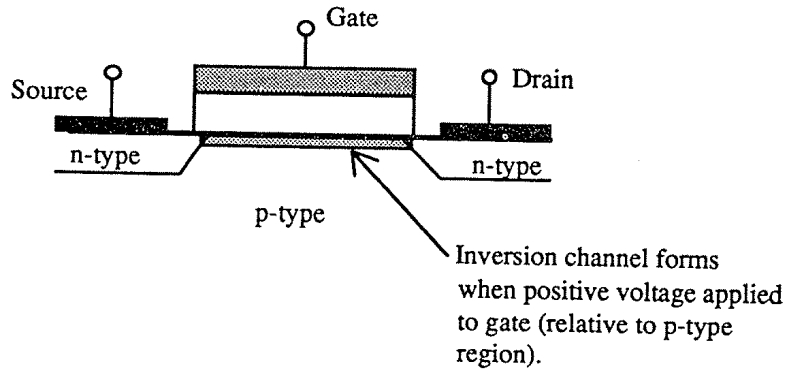 Gate
Source
Drain
n-type
n-type
p-type
Inversion channel forms
when positive voltage applied
to gate (relative to p-type
region).